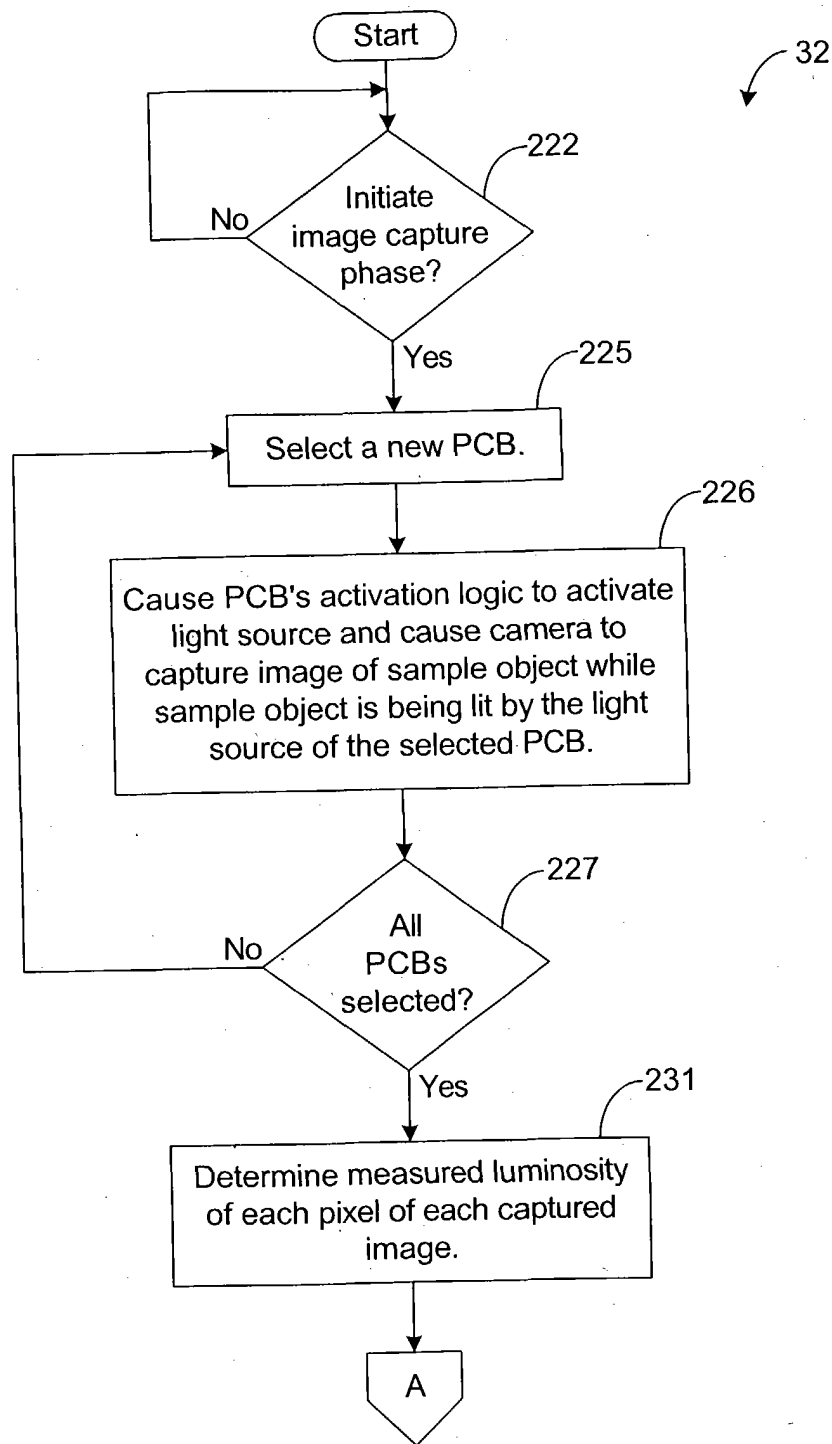 Start
32
222
Initiate
image capture
phase?
No
Yes
225
Select a new PCB.
226
Cause PCB's activation logic to activate
light source and cause camera to
capture image of sample object while
sample object is being lit by the light
source of the selected PCB.
227
All
PCBs
selected?
No
Yes
231
Determine measured luminosity
of each pixel of each captured
image.
A